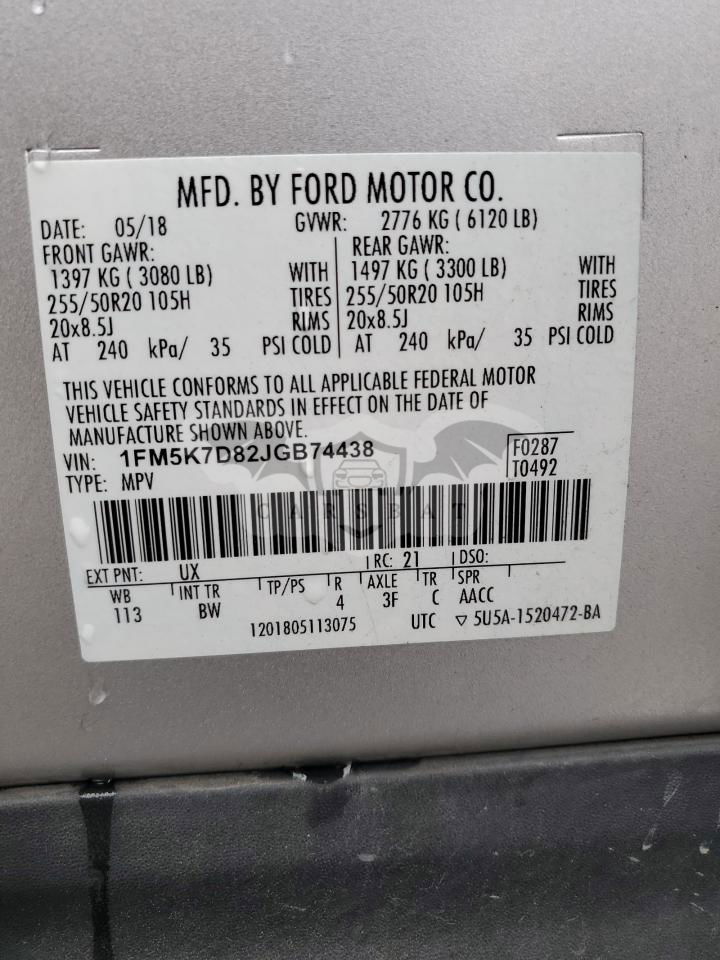 MFD. BY FORD MOTOR CO.
DATE: 05/18 GVWR: 2776 KG ( 6120 LB)
FRONT GAWR: REAR GAWR:
1397 KG ( 3080 LB) WITH 1497 KG ( 3300 LB) WITH
255/50R20 105H TIRES 255/50R20 105H TIRES
20x8.5J RIMS 20x8.5J RIMS
AT 240 kPa/ 35 PSI COLD AT 240 kPa/ 35 PSI COLD
THIS VEHICLE CONFORMS TO ALL APPLICABLE FEDERAL MOTOR
VEHICLE SAFETY STANDARDS IN EFFECT ON THE DATE OF
MANUFACTURE SHOWN ABOVE.
VIN: 1FM5K7D82JGB74438 F0287
TYPE: MPV T0492
CARSBAT
EXT PNT: UX RC: 21 DSO:
WB INT TR TP/PS R AXLE TR SPR
113 BW 4 3F C AACC
1201805113075 UTC ▽ 5U5A-1520472-BA